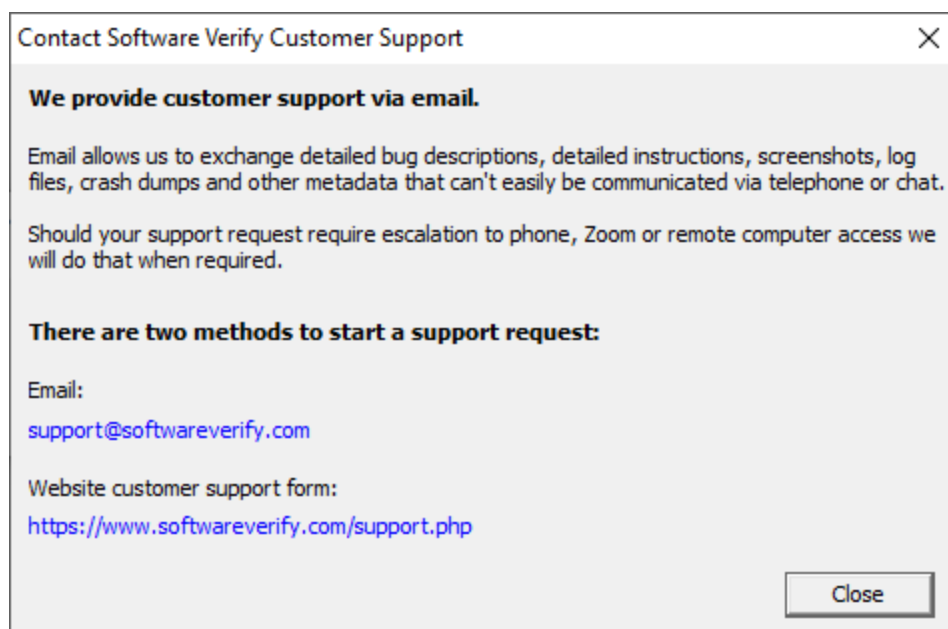 Contact Software Verify Customer Support
We provide customer support via email.
Email allows us to exchange detailed bug descriptions, detailed instructions, screenshots, log
files, crash dumps and other metadata that can't easily be communicated via telephone or chat.
Should your support request require escalation to phone, Zoom or remote computer access we
will do that when required.
There are two methods to start a support request:
Email:
support@softwareverify.com
Website customer support form:
https://www.softwareverify.com/support.php
Close